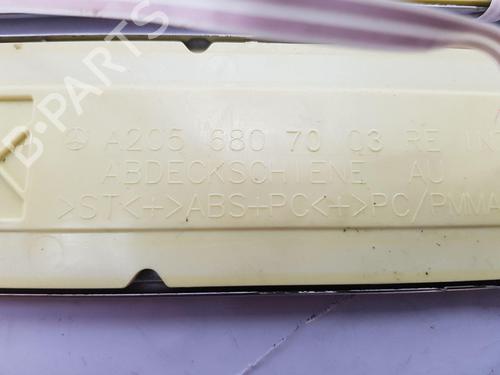 A205 680 70 03 RE
ABDECKSCHIENE AU
>ST<+>ABS+PC<+>PC/PMMA
B-PARTS